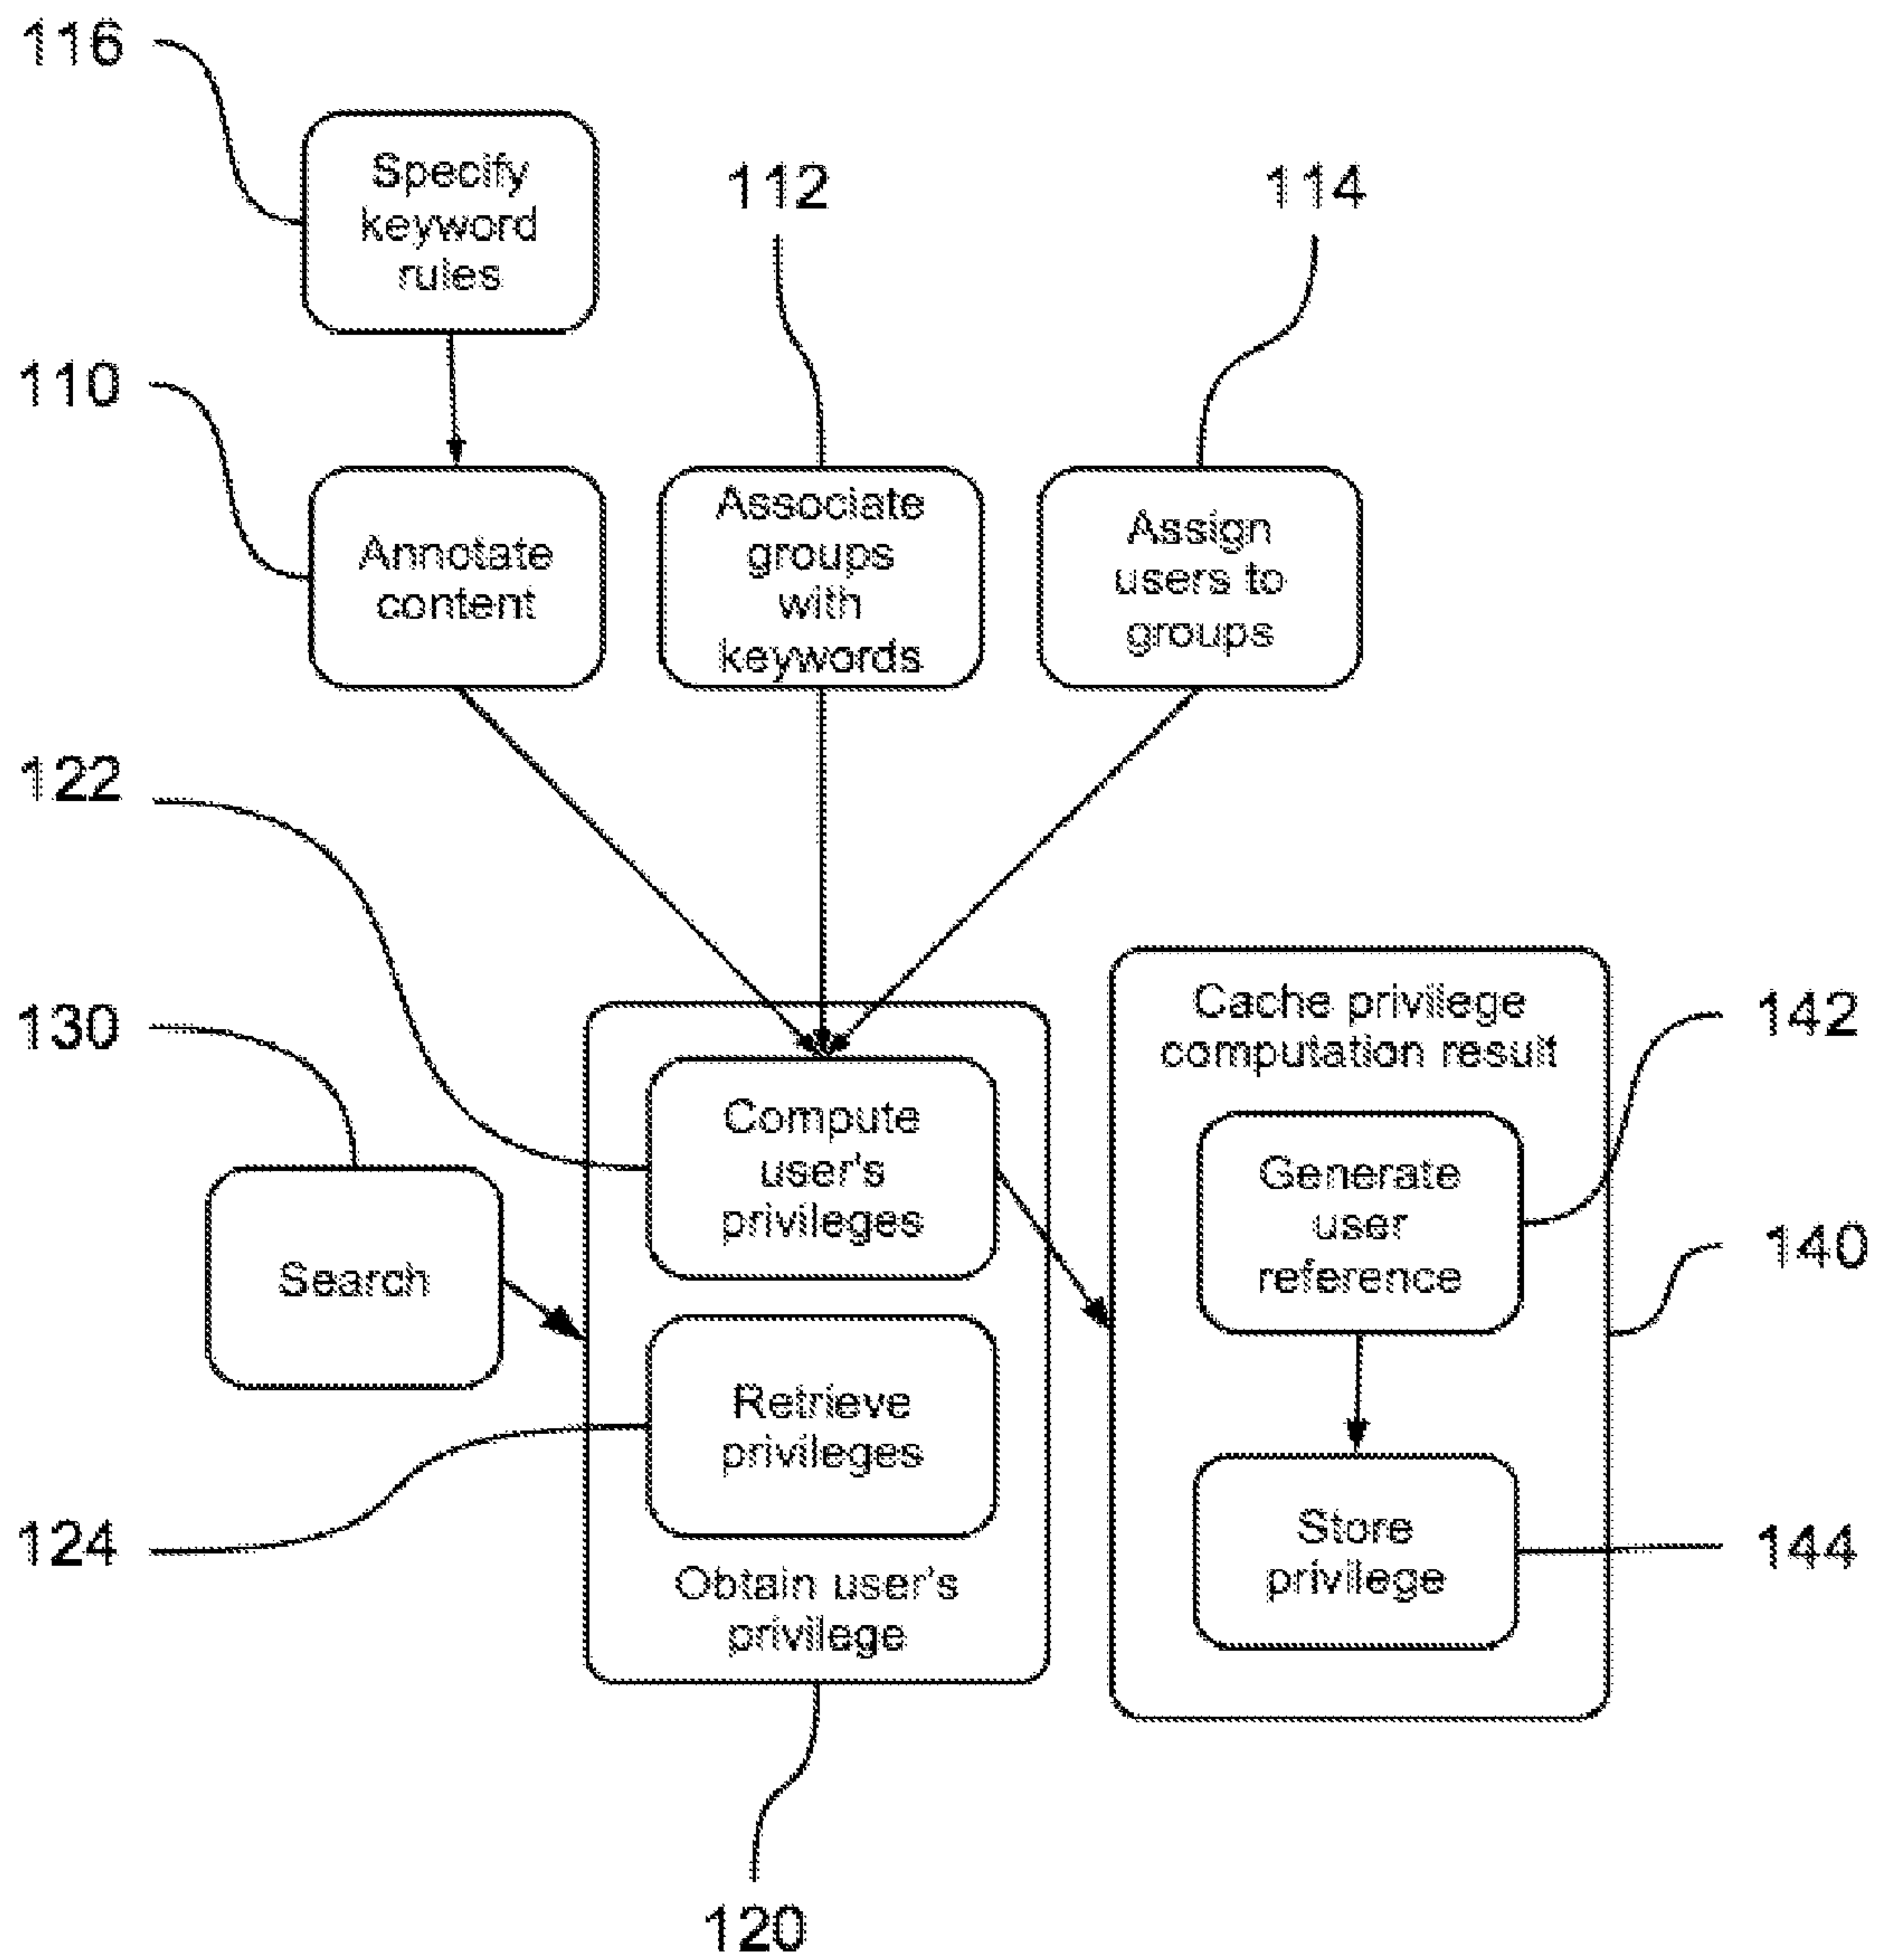 116
Specify
keyword
rules
112
114
110
Annotate
content
Associate
groups
with
keywords
Assign
users to
groups
122
130
Search
Compute
user's
privileges
Retrieve
privileges
Obtain user's
privilege
124
120
Cache privilege
computation result
Generate
user
reference
Store
privilege
142
140
144